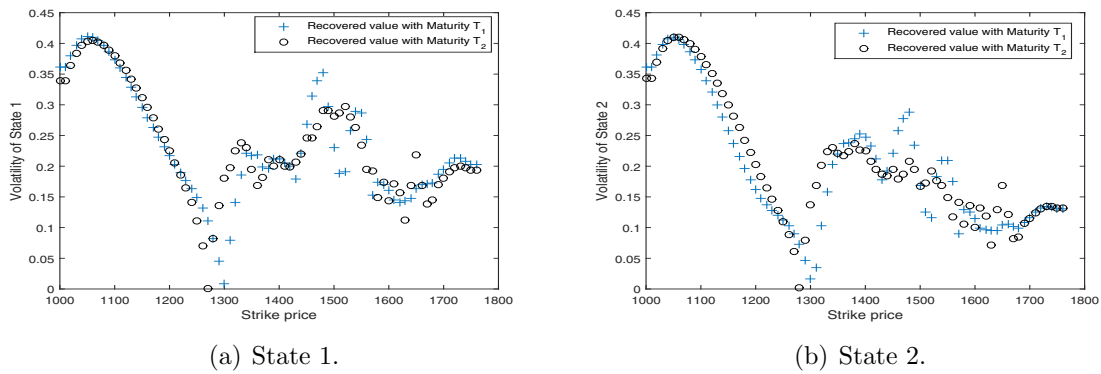 Recovered value with Maturity T1
Recovered value with Maturity T2
Volatility of State 1
0.45
0.4
0.35
0.3
0.25
0.2
0.15
0.1
0.05
0
1000 1100 1200 1300 1400 1500 1600 1700 1800
Strike price
(a) State 1.
Recovered value with Maturity T1
Recovered value with Maturity T2
Volatility of State 2
0.45
0.4
0.35
0.3
0.25
0.2
0.15
0.1
0.05
0
1000 1100 1200 1300 1400 1500 1600 1700 1800
Strike price
(b) State 2.